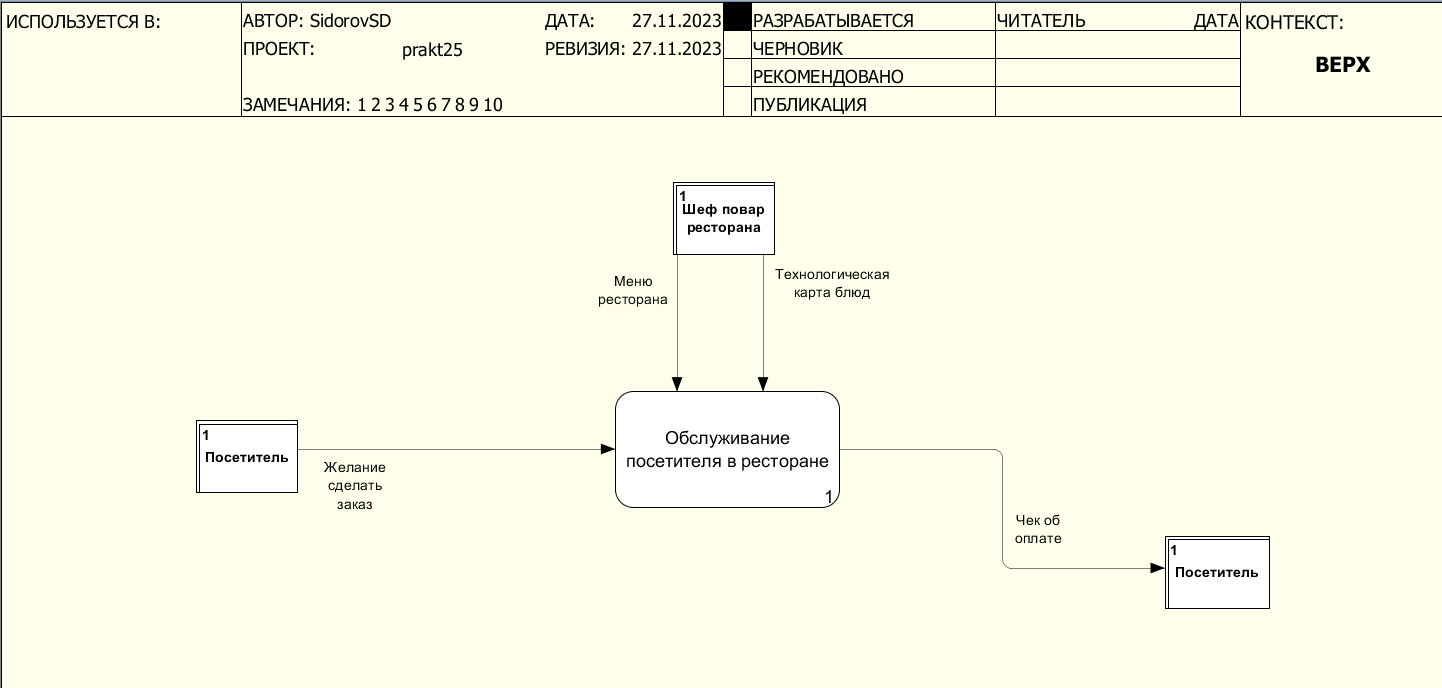 ИСПОЛЬЗУЕТСЯ В:
АВТОР: SidorovSD
ДАТА: 27.11.2023
ПРОЕКТ: prakt25
РЕВИЗИЯ: 27.11.2023
ЗАМЕЧАНИЯ: 1 2 3 4 5 6 7 8 9 10
РАЗРАБАТЫВАЕТСЯ
ЧЕРНОВИК
РЕКОМЕНДОВАНО
ПУБЛИКАЦИЯ
ЧИТАТЕЛЬ
ДАТА
КОНТЕКСТ:
ВЕРХ
1
Шеф повар
ресторана
Меню
ресторана
Технологическая
карта блюд
1
Посетитель
Желание
сделать
заказ
Обслуживание
посетителя в ресторане
1
Чек об
оплате
1
Посетитель